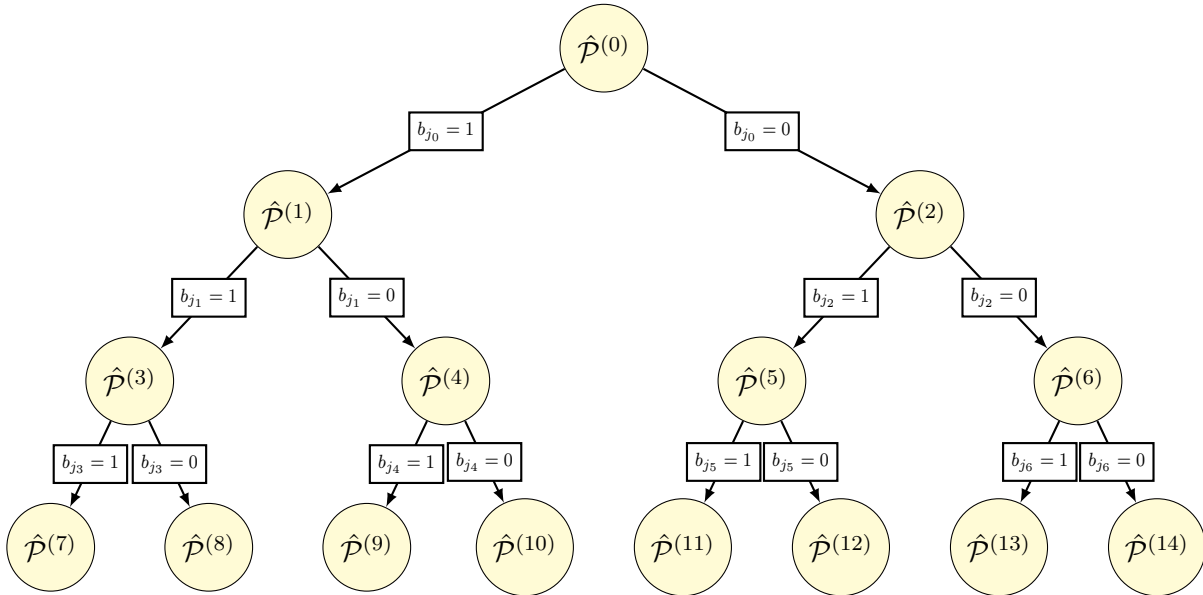 𝒫̂⁽⁰⁾
b_{j_0} = 1
b_{j_0} = 0
𝒫̂⁽¹⁾
𝒫̂⁽²⁾
b_{j_1} = 1
b_{j_1} = 0
b_{j_2} = 1
b_{j_2} = 0
𝒫̂⁽³⁾
𝒫̂⁽⁴⁾
𝒫̂⁽⁵⁾
𝒫̂⁽⁶⁾
b_{j_3} = 1
b_{j_3} = 0
b_{j_4} = 1
b_{j_4} = 0
b_{j_5} = 1
b_{j_5} = 0
b_{j_6} = 1
b_{j_6} = 0
𝒫̂⁽⁷⁾
𝒫̂⁽⁸⁾
𝒫̂⁽⁹⁾
𝒫̂⁽¹⁰⁾
𝒫̂⁽¹¹⁾
𝒫̂⁽¹²⁾
𝒫̂⁽¹³⁾
𝒫̂⁽¹⁴⁾